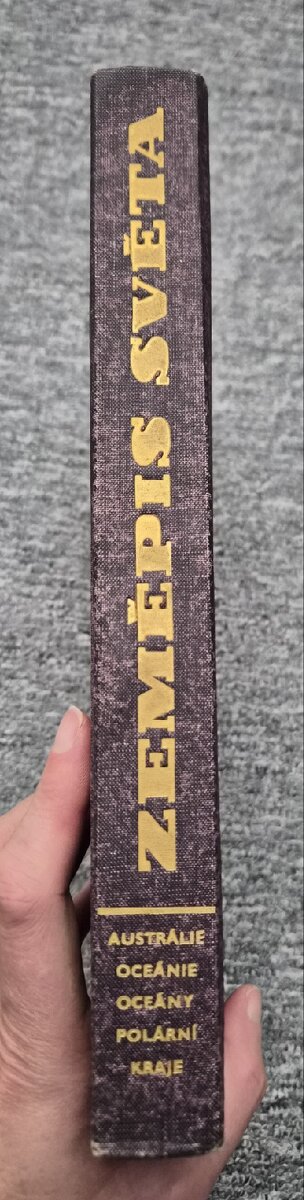 ZEMĚPIS SVĚTA
AUSTRÁLIE
OCEÁNIE
OCEÁNY
POLÁRNÍ
KRAJE